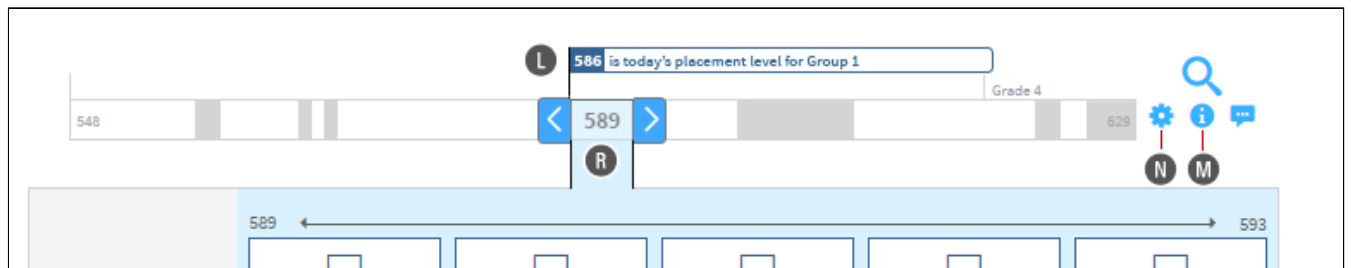 L 586 is today's placement level for Group 1
Grade 4
548 589 629
R N M
589 593